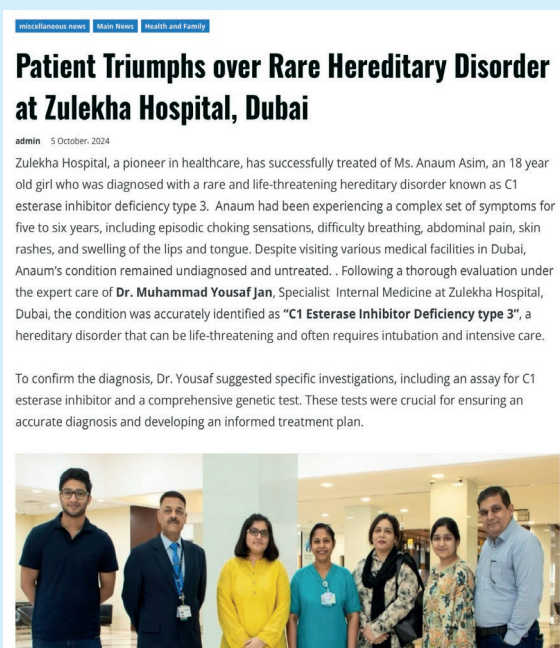 miscellaneous news Main News Health and Family
Patient Triumphs over Rare Hereditary Disorder
at Zulekha Hospital, Dubai
admin 5 October، 2024
Zulekha Hospital, a pioneer in healthcare, has successfully treated of Ms. Anaum Asim, an 18 year
old girl who was diagnosed with a rare and life-threatening hereditary disorder known as C1
esterase inhibitor deficiency type 3. Anaum had been experiencing a complex set of symptoms for
five to six years, including episodic choking sensations, difficulty breathing, abdominal pain, skin
rashes, and swelling of the lips and tongue. Despite visiting various medical facilities in Dubai,
Anaum's condition remained undiagnosed and untreated. . Following a thorough evaluation under
the expert care of Dr. Muhammad Yousaf Jan, Specialist Internal Medicine at Zulekha Hospital,
Dubai, the condition was accurately identified as “C1 Esterase Inhibitor Deficiency type 3”, a
hereditary disorder that can be life-threatening and often requires intubation and intensive care.
To confirm the diagnosis, Dr. Yousaf suggested specific investigations, including an assay for C1
esterase inhibitor and a comprehensive genetic test. These tests were crucial for ensuring an
accurate diagnosis and developing an informed treatment plan.